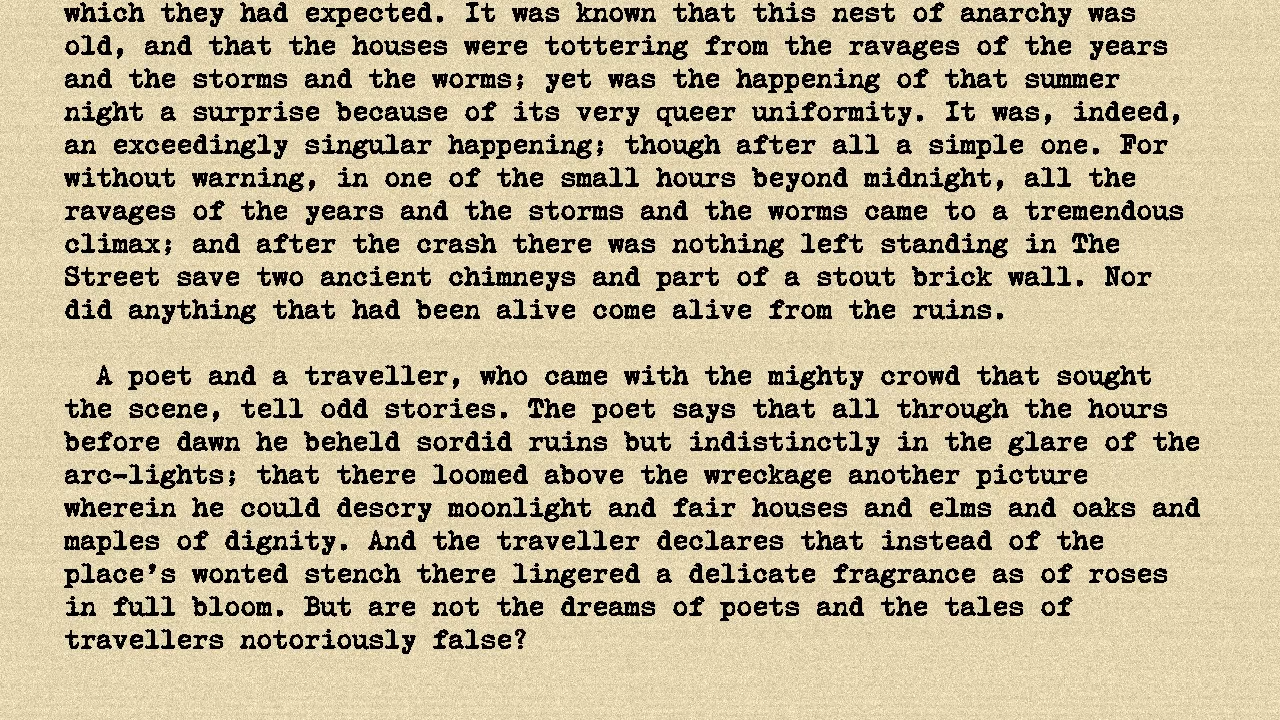 which they had expected. It was known that this nest of anarchy was
old, and that the houses were tottering from the ravages of the years
and the storms and the worms; yet was the happening of that summer
night a surprise because of its very queer uniformity. It was, indeed,
an exceedingly singular happening; though after all a simple one. For
without warning, in one of the small hours beyond midnight, all the
ravages of the years and the storms and the worms came to a tremendous
climax; and after the crash there was nothing left standing in The
Street save two ancient chimneys and part of a stout brick wall. Nor
did anything that had been alive come alive from the ruins.
A poet and a traveller, who came with the mighty crowd that sought
the scene, tell odd stories. The poet says that all through the hours
before dawn he beheld sordid ruins but indistinctly in the glare of the
arc-lights; that there loomed above the wreckage another picture
wherein he could descry moonlight and fair houses and elms and oaks and
maples of dignity. And the traveller declares that instead of the
place's wonted stench there lingered a delicate fragrance as of roses
in full bloom. But are not the dreams of poets and the tales of
travellers notoriously false?